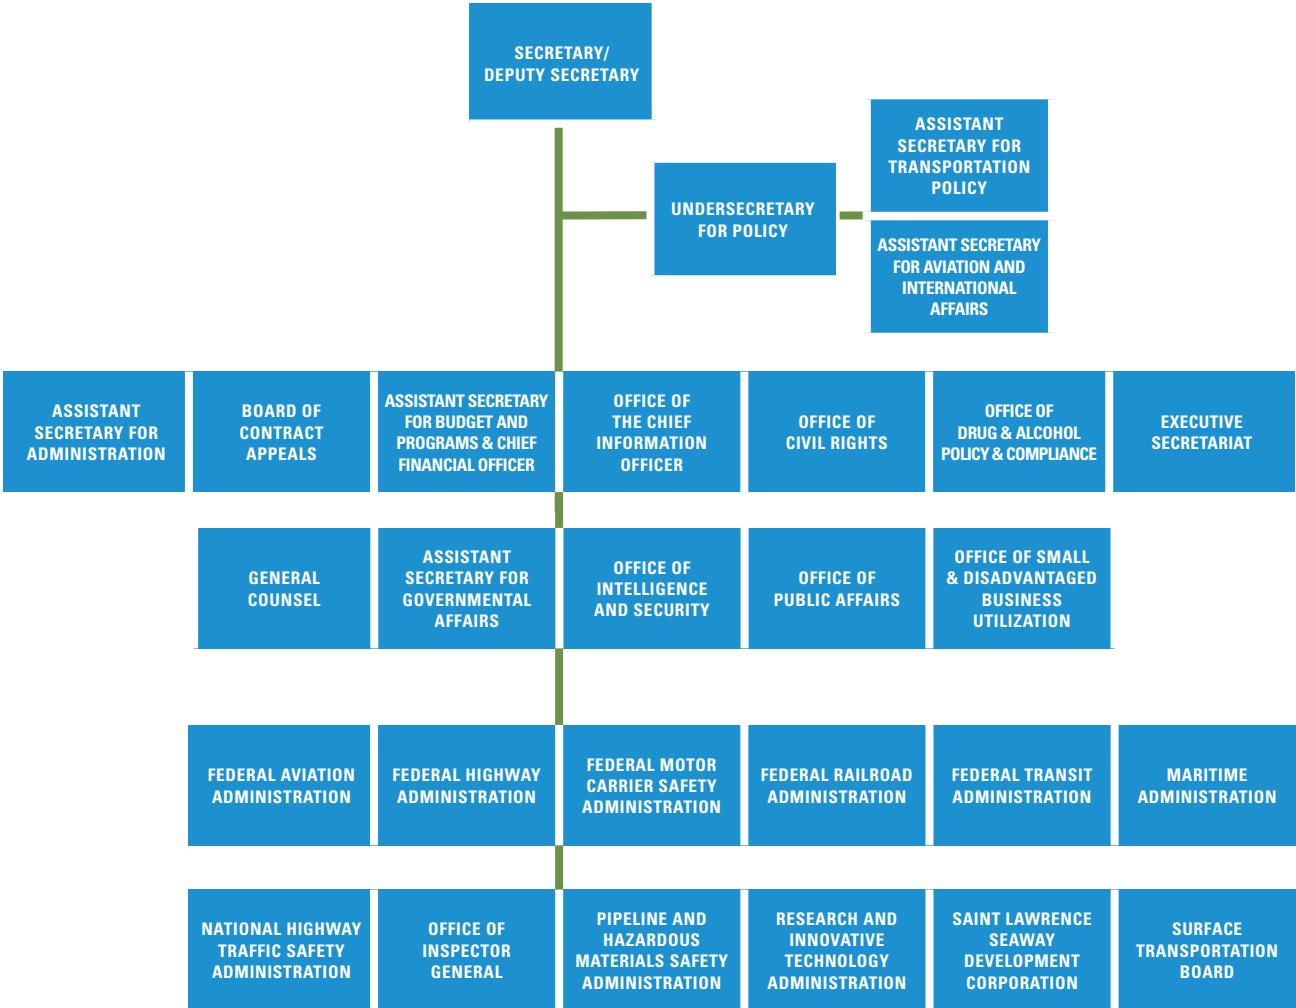 SECRETARY/
DEPUTY SECRETARY
ASSISTANT
SECRETARY FOR
TRANSPORTATION
POLICY
UNDERSECRETARY
FOR POLICY
ASSISTANT SECRETARY
FOR AVIATION AND
INTERNATIONAL
AFFAIRS
ASSISTANT
SECRETARY FOR
ADMINISTRATION
BOARD OF
CONTRACT
APPEALS
ASSISTANT SECRETARY
FOR BUDGET AND
PROGRAMS & CHIEF
FINANCIAL OFFICER
OFFICE OF
THE CHIEF
INFORMATION
OFFICER
OFFICE OF
CIVIL RIGHTS
OFFICE OF
DRUG & ALCOHOL
POLICY & COMPLIANCE
EXECUTIVE
SECRETARIAT
GENERAL
COUNSEL
ASSISTANT
SECRETARY FOR
GOVERNMENTAL
AFFAIRS
OFFICE OF
INTELLIGENCE
AND SECURITY
OFFICE OF
PUBLIC AFFAIRS
OFFICE OF SMALL
& DISADVANTAGED
BUSINESS
UTILIZATION
FEDERAL AVIATION
ADMINISTRATION
FEDERAL HIGHWAY
ADMINISTRATION
FEDERAL MOTOR
CARRIER SAFETY
ADMINISTRATION
FEDERAL RAILROAD
ADMINISTRATION
FEDERAL TRANSIT
ADMINISTRATION
MARITIME
ADMINISTRATION
NATIONAL HIGHWAY
TRAFFIC SAFETY
ADMINISTRATION
OFFICE OF
INSPECTOR
GENERAL
PIPELINE AND
HAZARDOUS
MATERIALS SAFETY
ADMINISTRATION
RESEARCH AND
INNOVATIVE
TECHNOLOGY
ADMINISTRATION
SAINT LAWRENCE
SEAWAY
DEVELOPMENT
CORPORATION
SURFACE
TRANSPORTATION
BOARD